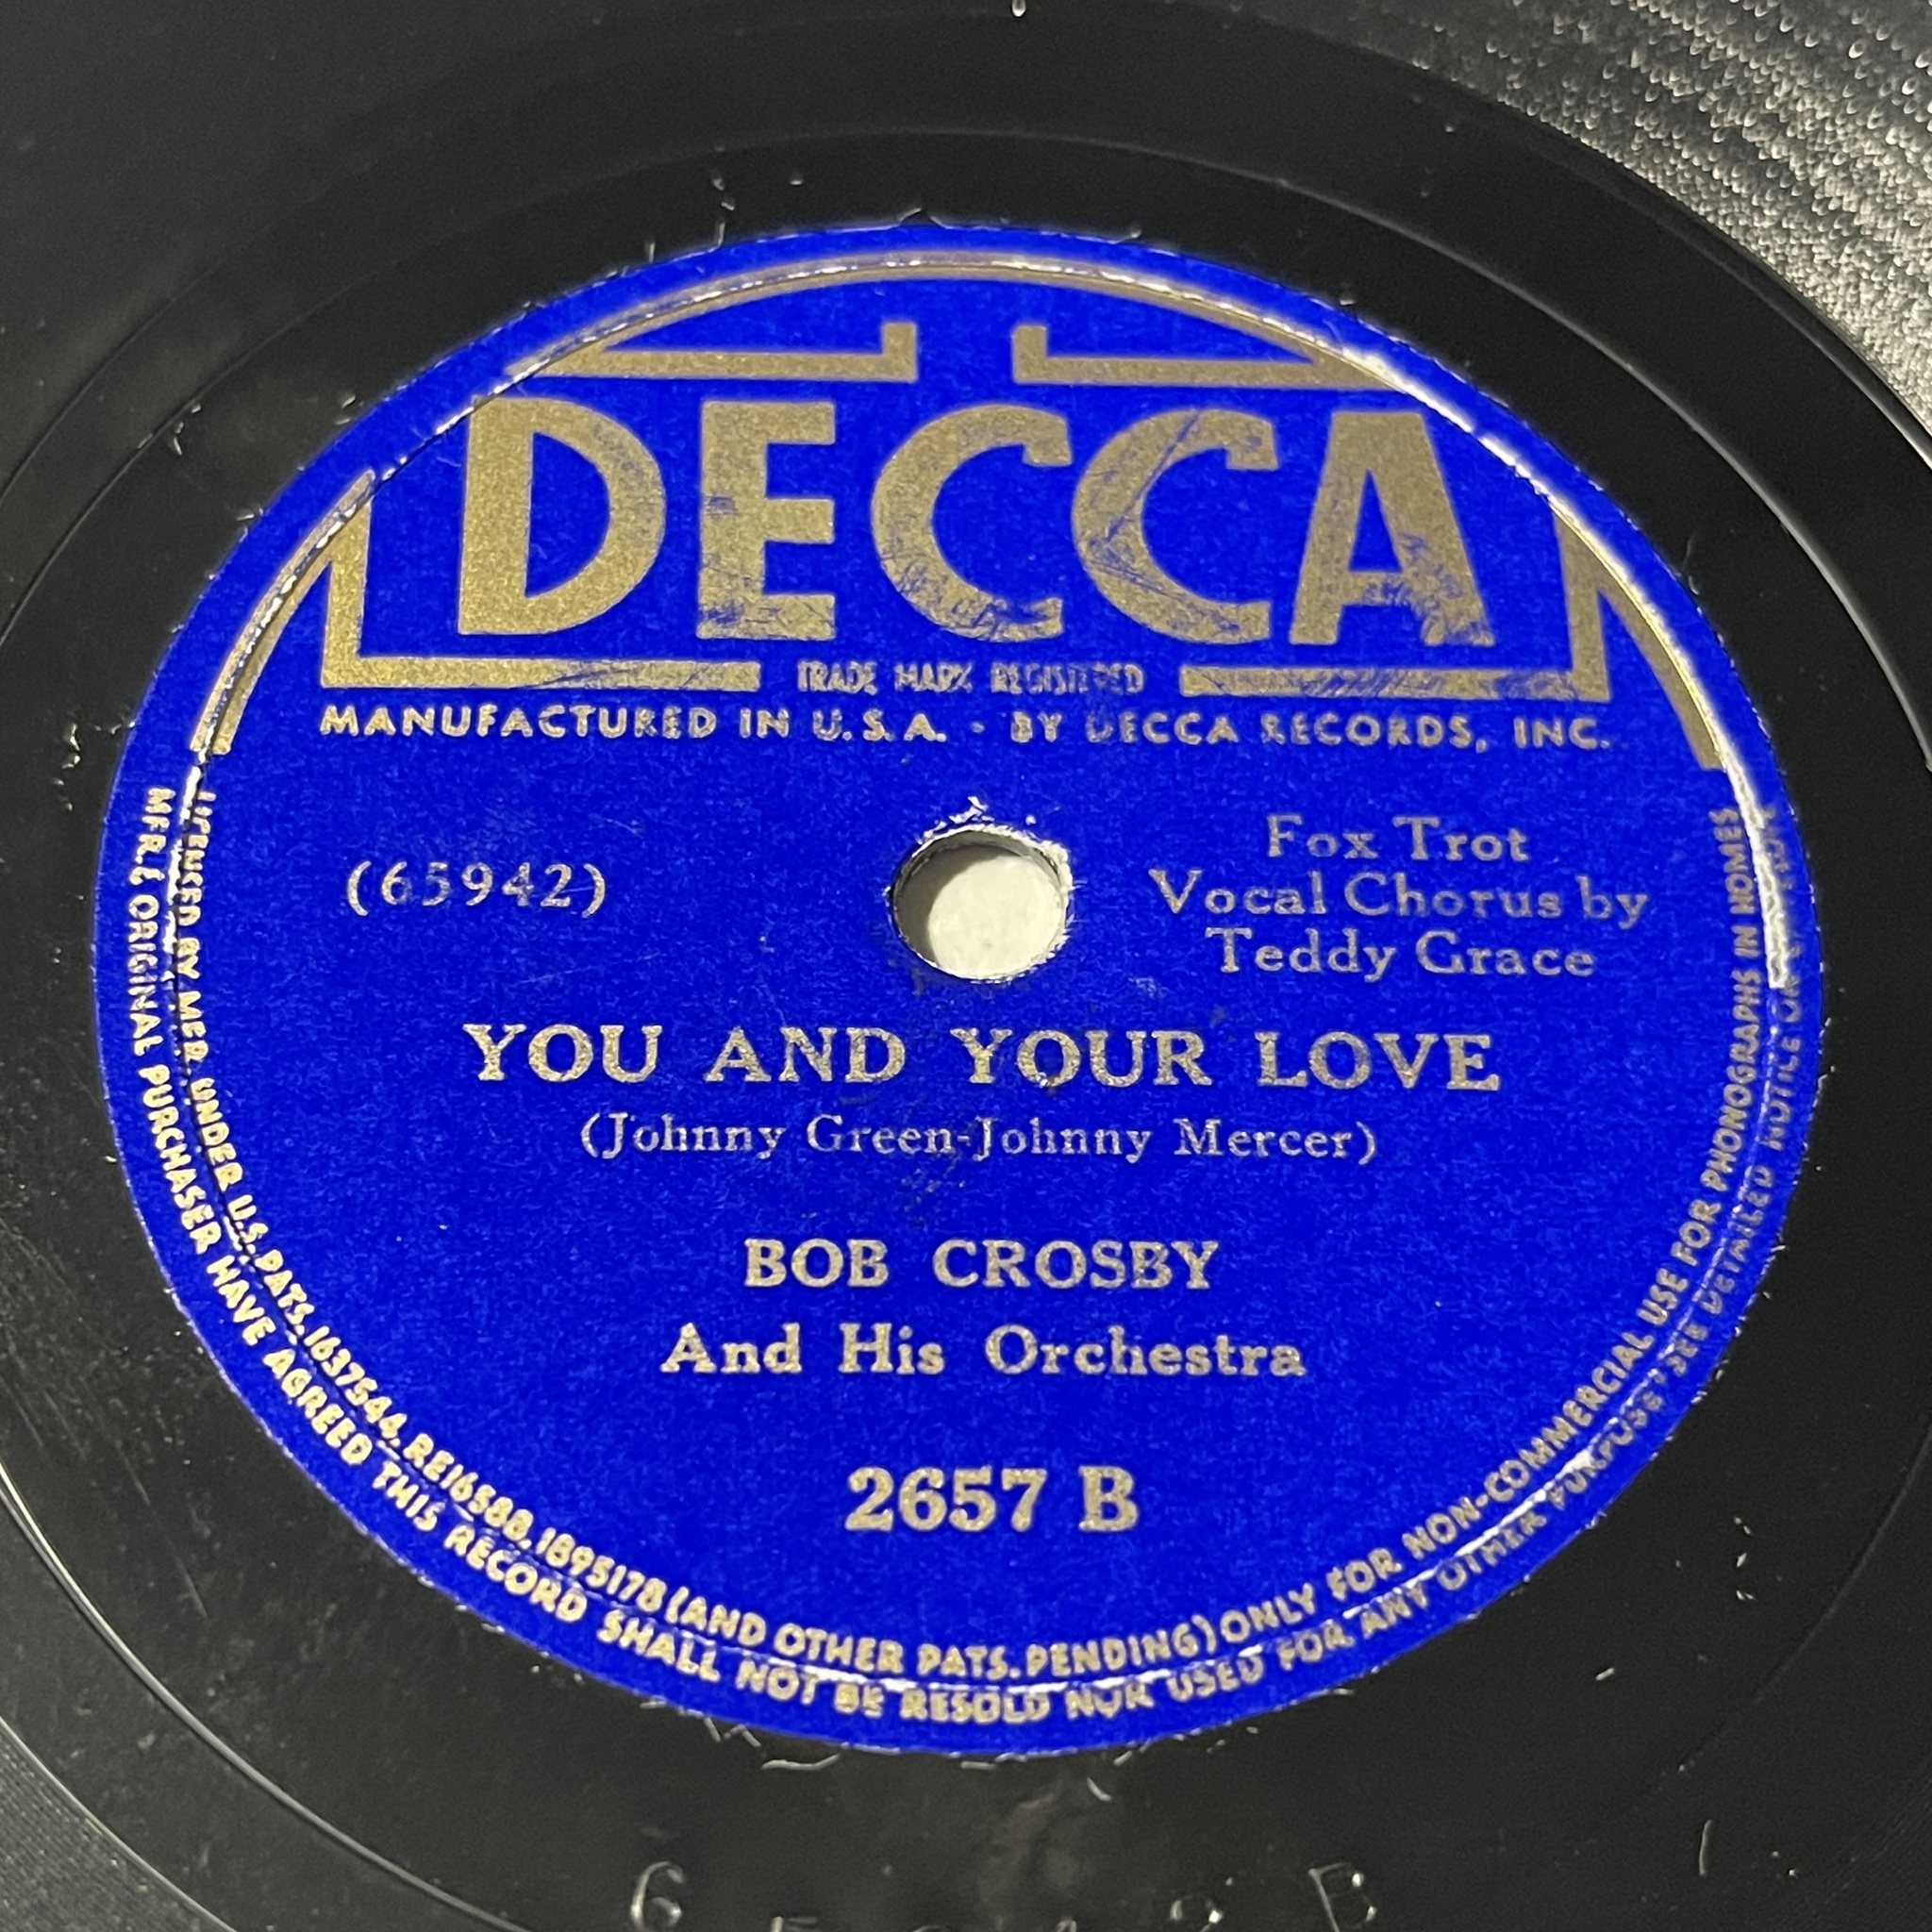 DECCA
TRADE MARK REGISTERED
MANUFACTURED IN U.S.A. · BY DECCA RECORDS, INC.
(65942)
Fox Trot
Vocal Chorus by
Teddy Grace
YOU AND YOUR LOVE
(Johnny Green-Johnny Mercer)
BOB CROSBY
And His Orchestra
2657 B
LICENSED BY MFR. UNDER U.S. PATS. 1637544, RE16588, 1895178 (AND OTHER PATS. PENDING) ONLY FOR NON-COMMERCIAL USE FOR PHONOGRAPHS IN HOMES
MFR. & ORIGINAL PURCHASER HAVE AGREED THIS RECORD SHALL NOT BE RESOLD NOR USED FOR ANY OTHER PURPOSE SEE DETAILED NOTICE ON
65942 B